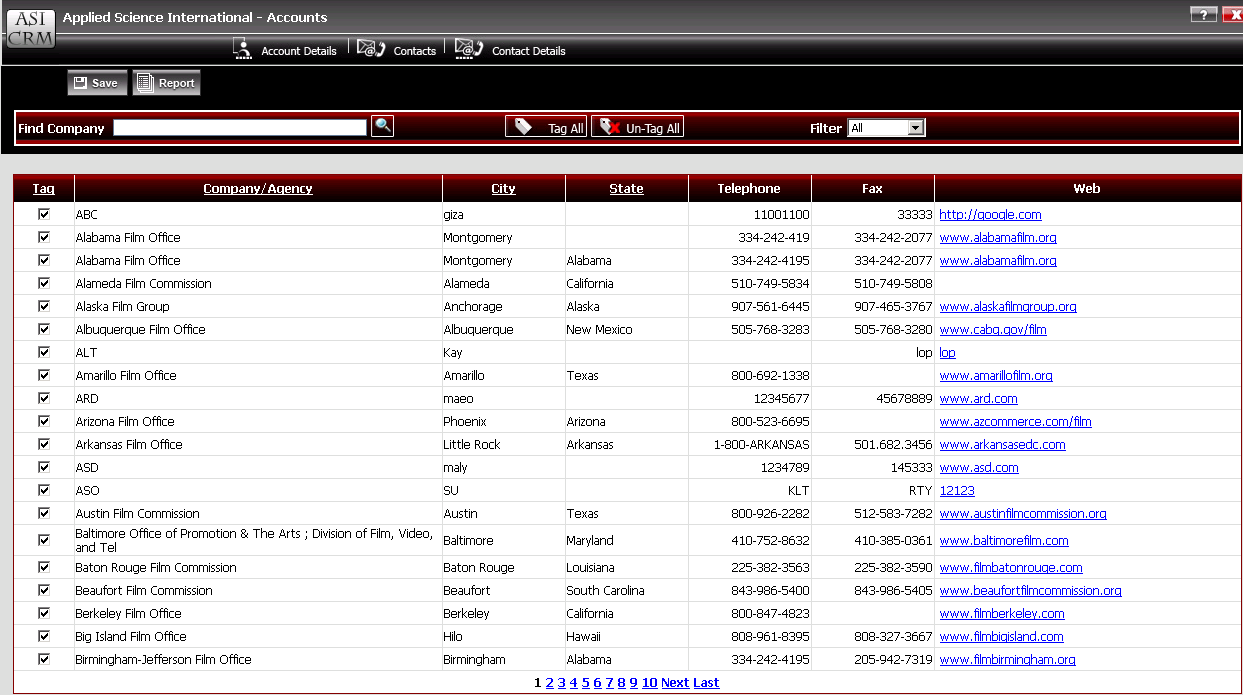 ASI
CRM
Applied Science International - Accounts
? X
Account Details Contacts Contact Details
Save Report
Find Company Tag All Un-Tag All Filter All
Tag Company/Agency City State Telephone Fax Web
ABC giza 11001100 33333 http://google.com
Alabama Film Office Montgomery 334-242-419 334-242-2077 www.alabamafilm.org
Alabama Film Office Montgomery Alabama 334-242-4195 334-242-2077 www.alabamafilm.org
Alameda Film Commission Alameda California 510-749-5834 510-749-5808
Alaska Film Group Anchorage Alaska 907-561-6445 907-465-3767 www.alaskafilmgroup.org
Albuquerque Film Office Albuquerque New Mexico 505-768-3283 505-768-3280 www.cabq.gov/film
ALT Kay lop lop
Amarillo Film Office Amarillo Texas 800-692-1338 www.amarillofilm.org
ARD maeo 12345677 45678889 www.ard.com
Arizona Film Office Phoenix Arizona 800-523-6695 www.azcommerce.com/film
Arkansas Film Office Little Rock Arkansas 1-800-ARKANSAS 501.682.3456 www.arkansasedc.com
ASD maly 1234789 145333 www.asd.com
ASO SU KLT RTY 12123
Austin Film Commission Austin Texas 800-926-2282 512-583-7282 www.austinfilmcommission.org
Baltimore Office of Promotion & The Arts ; Division of Film, Video,
and Tel Baltimore Maryland 410-752-8632 410-385-0361 www.baltimorefilm.com
Baton Rouge Film Commission Baton Rouge Louisiana 225-382-3563 225-382-3590 www.filmbatonrouge.com
Beaufort Film Commission Beaufort South Carolina 843-986-5400 843-986-5405 www.beaufortfilmcommission.org
Berkeley Film Office Berkeley California 800-847-4823 www.filmberkeley.com
Big Island Film Office Hilo Hawaii 808-961-8395 808-327-3667 www.filmbigisland.com
Birmingham-Jefferson Film Office Birmingham Alabama 334-242-4195 205-942-7319 www.filmbirmingham.org
1 2 3 4 5 6 7 8 9 10 Next Last